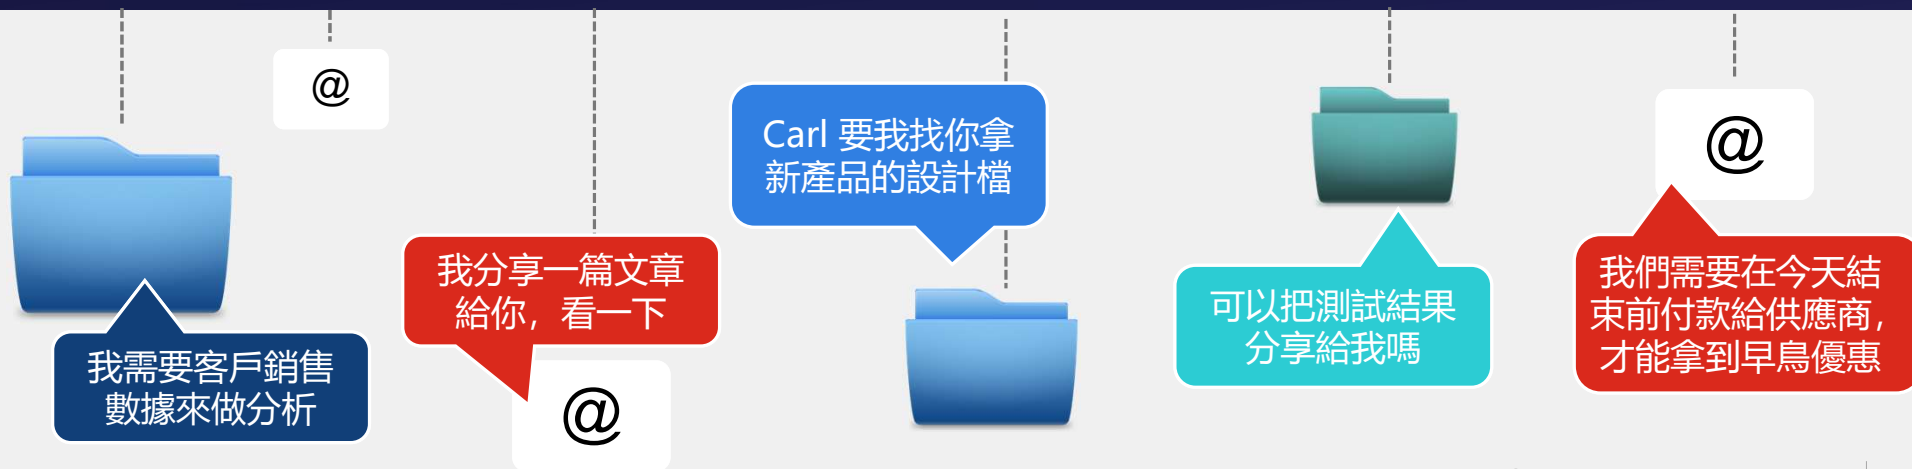 @
我需要客戶銷售
數據來做分析
我分享一篇文章
給你，看一下
@
Carl 要我找你拿
新產品的設計檔
可以把測試結果
分享給我嗎
@
我們需要在今天結
束前付款給供應商，
才能拿到早鳥優惠